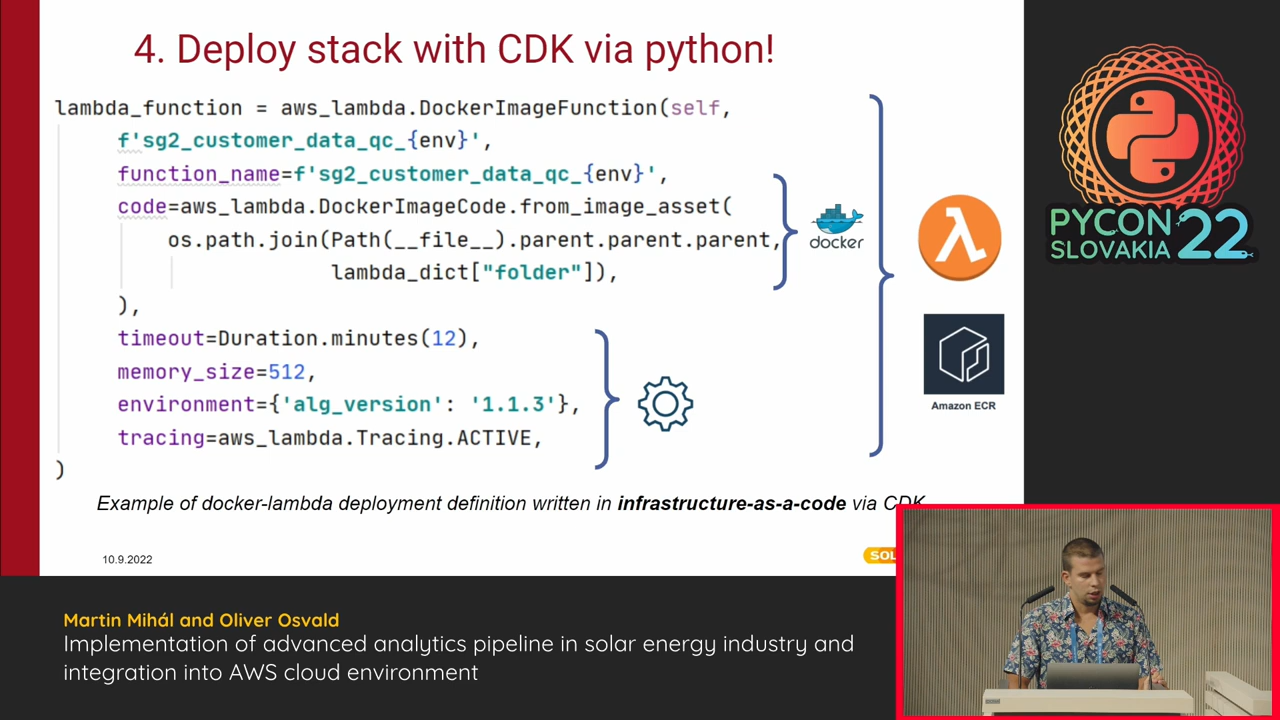 4. Deploy stack with CDK via python!
lambda_function = aws_lambda.DockerImageFunction(self,
f'sg2_customer_data_qc_{env}',
function_name=f'sg2_customer_data_qc_{env}',
code=aws_lambda.DockerImageCode.from_image_asset(
os.path.join(Path(__file__).parent.parent.parent,
lambda_dict["folder"]),
),
timeout=Duration.minutes(12),
memory_size=512,
environment={'alg_version': '1.1.3'},
tracing=aws_lambda.Tracing.ACTIVE,
)
docker
λ
Amazon ECR
Example of docker-lambda deployment definition written in infrastructure-as-a-code via CDK
10.9.2022
SOL
PYCON
SLOVAKIA 22
Martin Mihál and Oliver Osvald
Implementation of advanced analytics pipeline in solar energy industry and
integration into AWS cloud environment